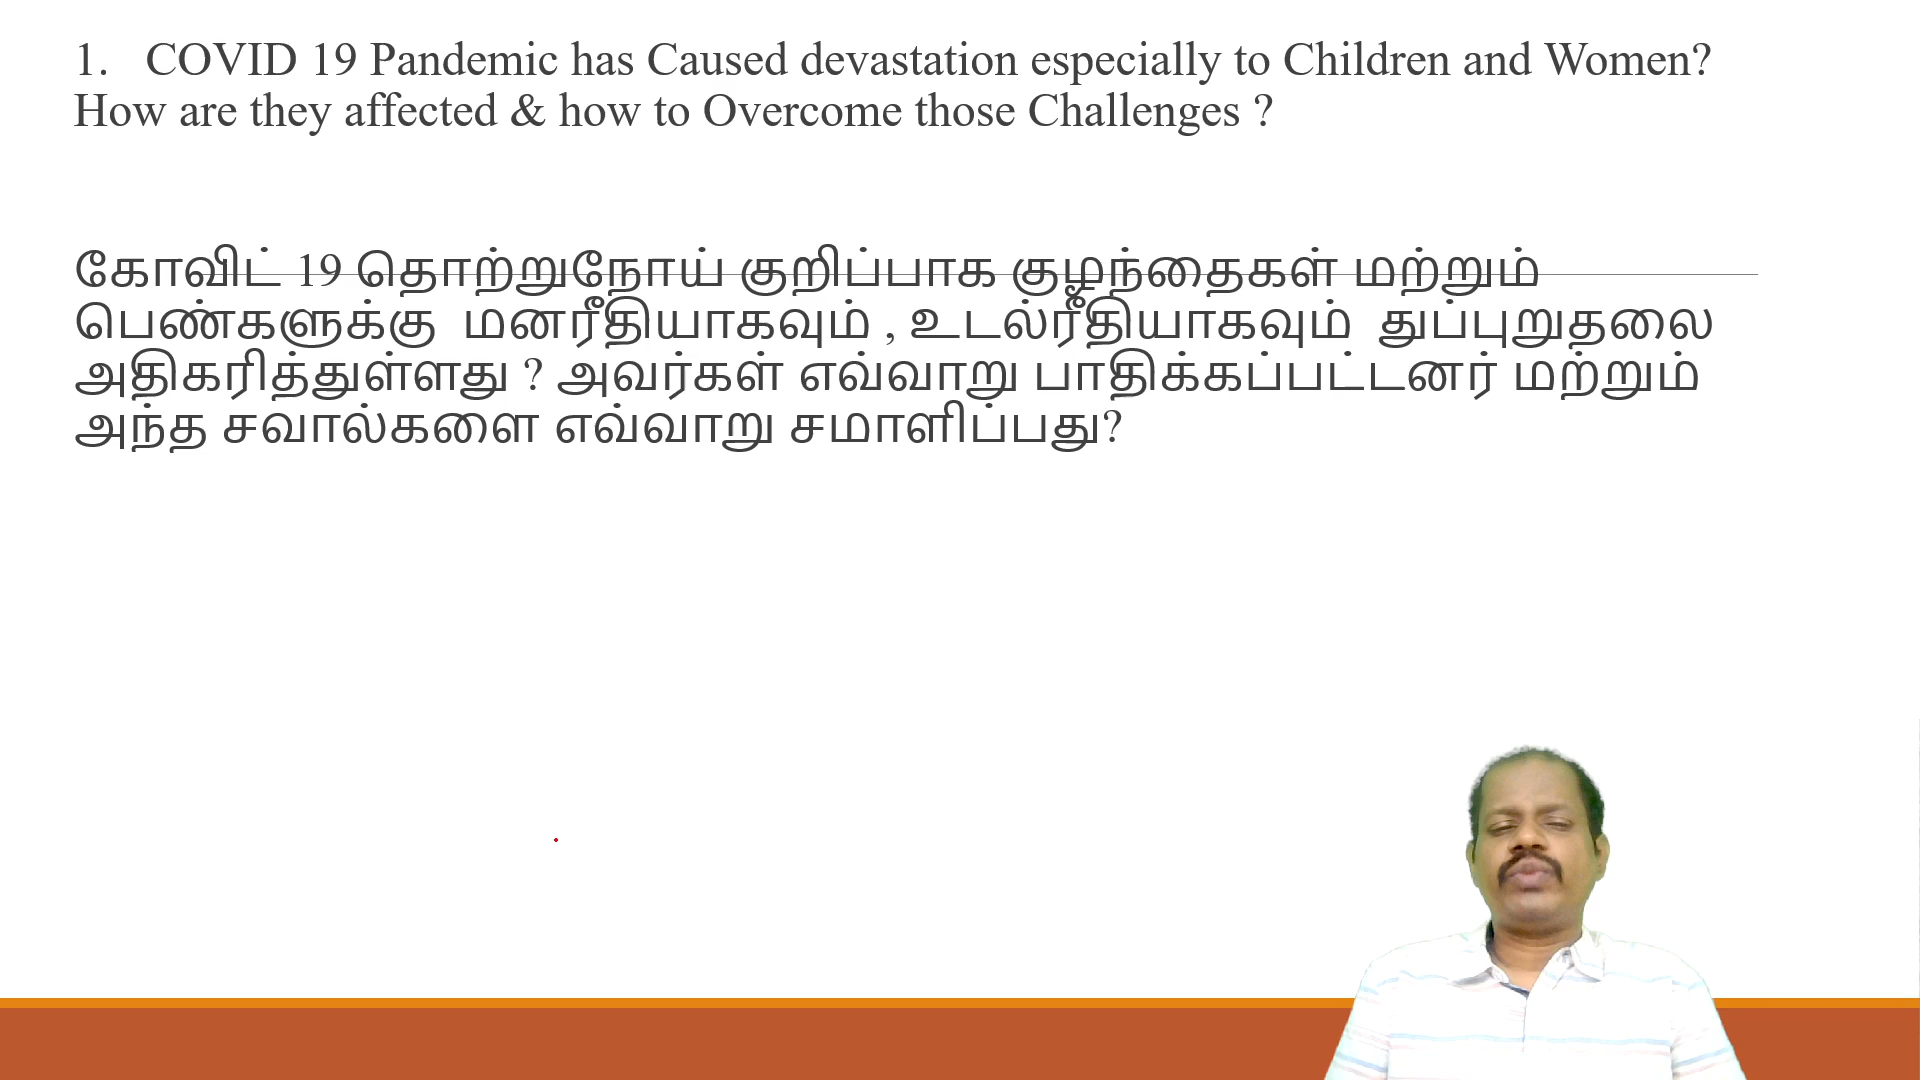 1. COVID 19 Pandemic has Caused devastation especially to Children and Women?
How are they affected & how to Overcome those Challenges ?
கோவிட் 19 தொற்றுநோய் குறிப்பாக குழந்தைகள் மற்றும்
பெண்களுக்கு மனரீதியாகவும் , உடல்ரீதியாகவும் துப்புறுதலை
அதிகரித்துள்ளது ? அவர்கள் எவ்வாறு பாதிக்கப்பட்டனர் மற்றும்
அந்த சவால்களை எவ்வாறு சமாளிப்பது?